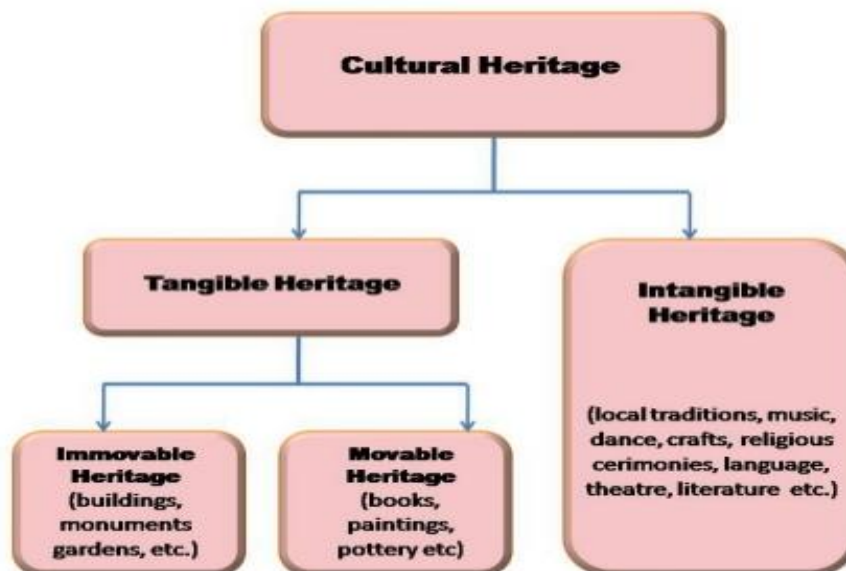 Cultural Heritage
Tangible Heritage
Intangible
Heritage
(local traditions, music,
dance, crafts, religious
cerimonies, language,
theatre, literature etc.)
Immovable
Heritage
(buildings,
monuments
gardens, etc.)
Movable
Heritage
(books,
paintings,
pottery etc)